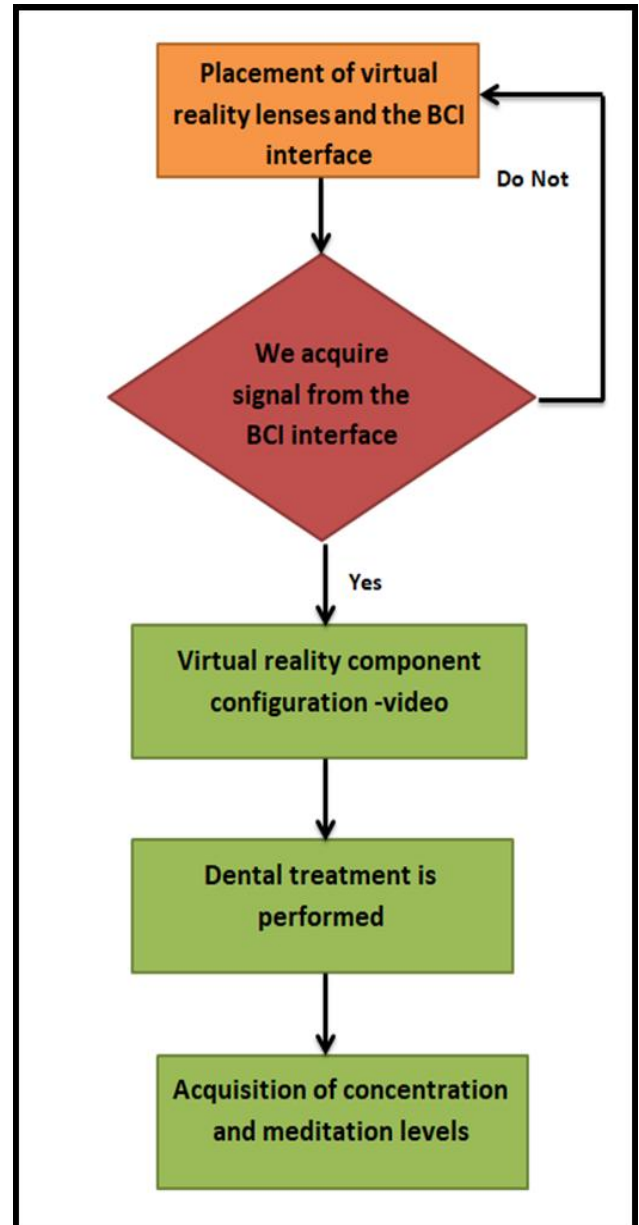 Placement of virtual
reality lenses and the BCI
interface
Do Not
We acquire
signal from the
BCI interface
Yes
Virtual reality component
configuration -video
Dental treatment is
performed
Acquisition of concentration
and meditation levels